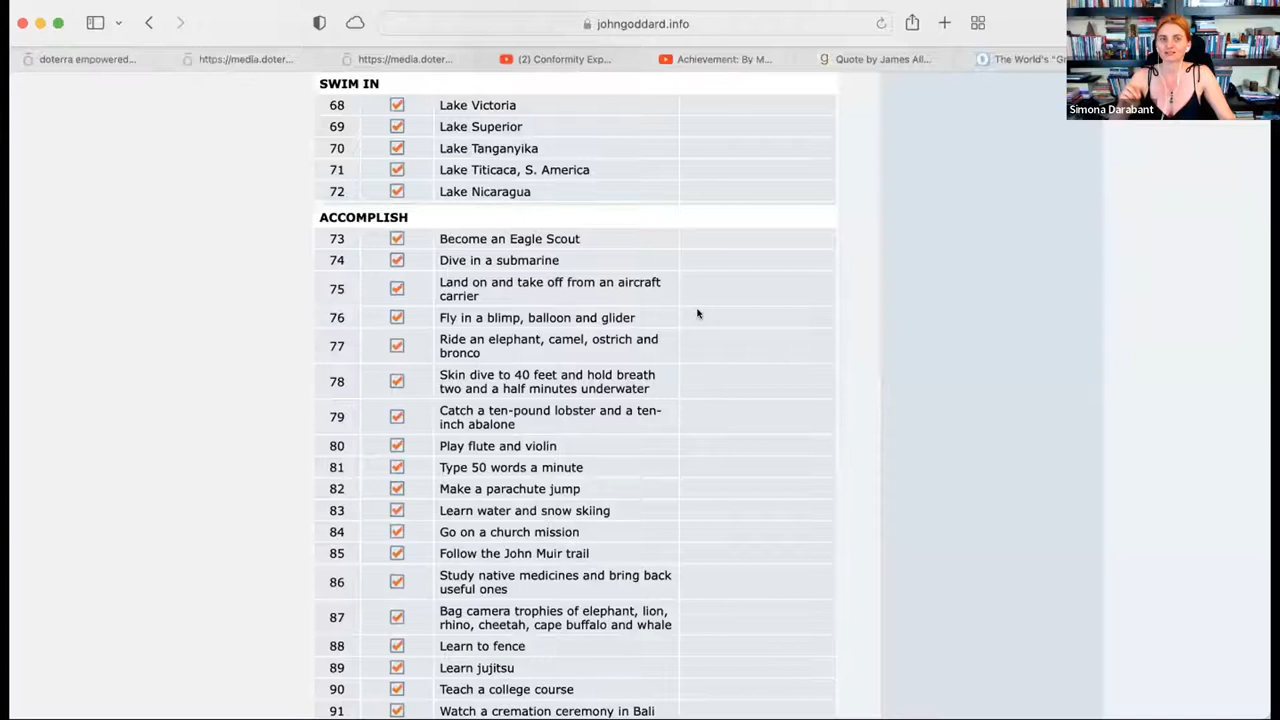 johngoddard.info
doterra empowered...
https://media.doter...
https://media.doter...
(2) Conformity Exp...
Achievement: By M...
Quote by James All...
The World's "Gr
Simona Darabant
SWIM IN
68 Lake Victoria
69 Lake Superior
70 Lake Tanganyika
71 Lake Titicaca, S. America
72 Lake Nicaragua
ACCOMPLISH
73 Become an Eagle Scout
74 Dive in a submarine
75 Land on and take off from an aircraft
carrier
76 Fly in a blimp, balloon and glider
77 Ride an elephant, camel, ostrich and
bronco
78 Skin dive to 40 feet and hold breath
two and a half minutes underwater
79 Catch a ten-pound lobster and a ten-
inch abalone
80 Play flute and violin
81 Type 50 words a minute
82 Make a parachute jump
83 Learn water and snow skiing
84 Go on a church mission
85 Follow the John Muir trail
86 Study native medicines and bring back
useful ones
87 Bag camera trophies of elephant, lion,
rhino, cheetah, cape buffalo and whale
88 Learn to fence
89 Learn jujitsu
90 Teach a college course
91 Watch a cremation ceremony in Bali